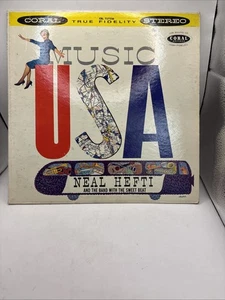 CORAL TRUE FIDELITY STEREO
CORAL
MUSIC
USA
NEAL HEFTI
AND THE BAND WITH THE SWEET BEAT